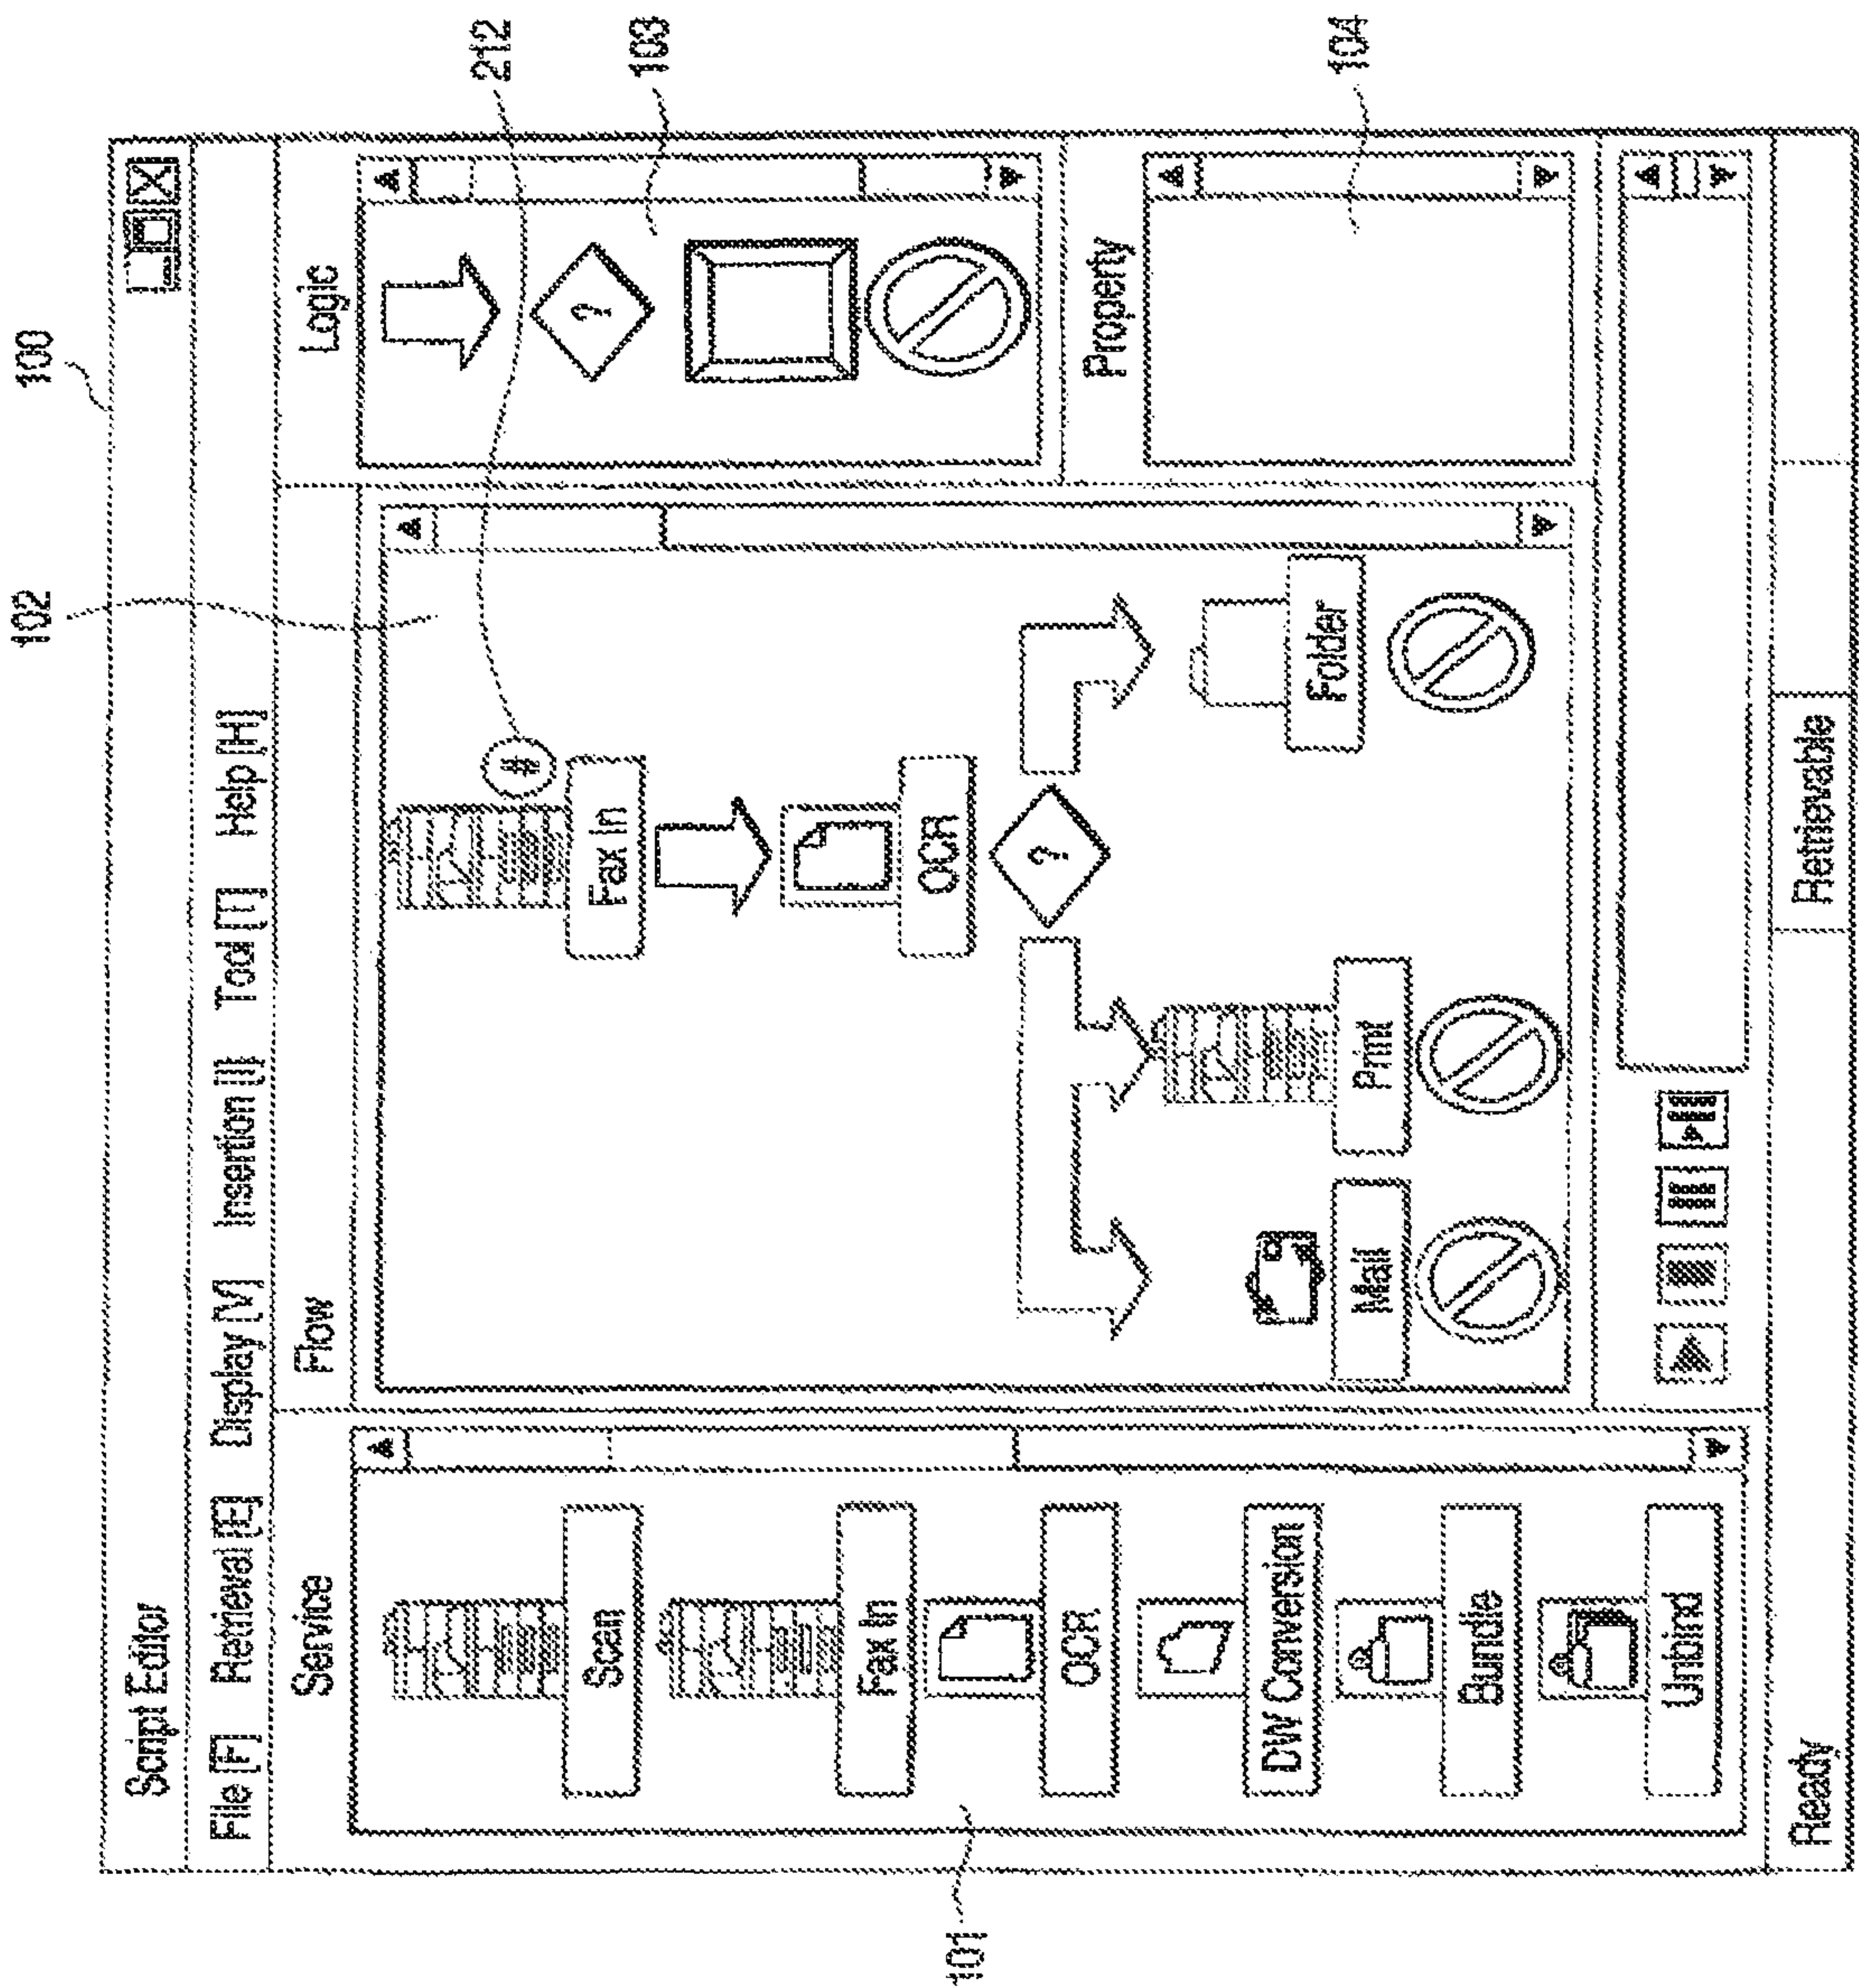 100
102
212
103
104
101
Script Editor
File [F] Retrieval [E] Display [V] Insertion [I] Tool [T] Help [H]
Service
Scan
Fax In
OCR
DW Conversion
Bundle
Unbind
Flow
#
Fax In
OCR
?
Mail
Print
Folder
Logic
?
Property
Ready
Retrievable